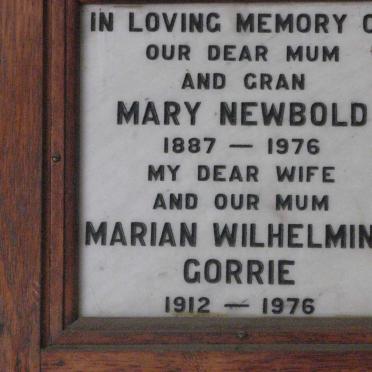 IN LOVING MEMORY O
OUR DEAR MUM
AND GRAN
MARY NEWBOLD
1887 — 1976
MY DEAR WIFE
AND OUR MUM
MARIAN WILHELMIN
GORRIE
1912 — 1976